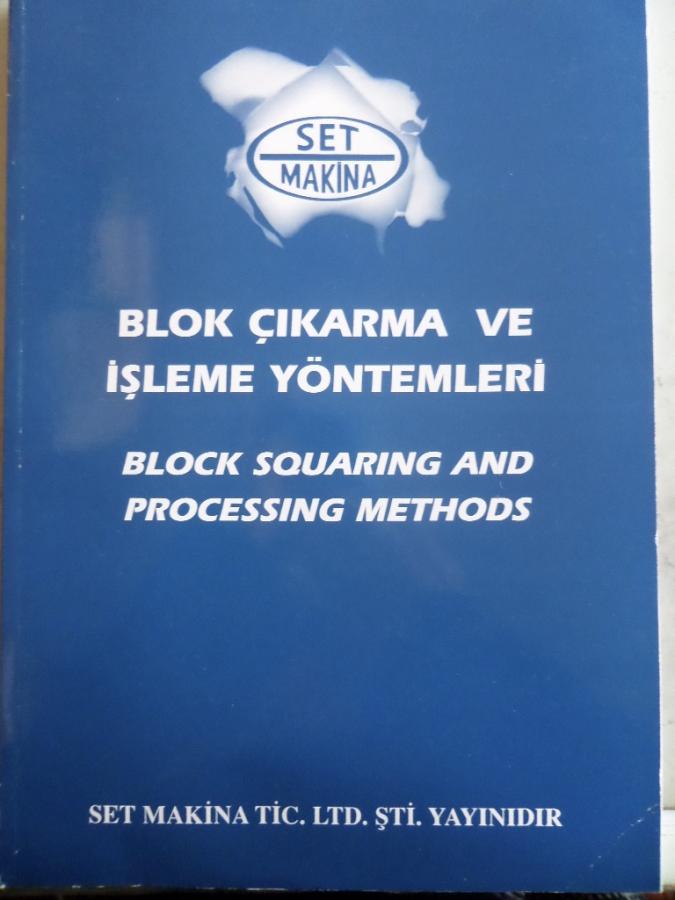 SET
MAKİNA
BLOK ÇIKARMA VE
İŞLEME YÖNTEMLERİ
BLOCK SQUARING AND
PROCESSING METHODS
SET MAKİNA TİC. LTD. ŞTİ. YAYINIDIR